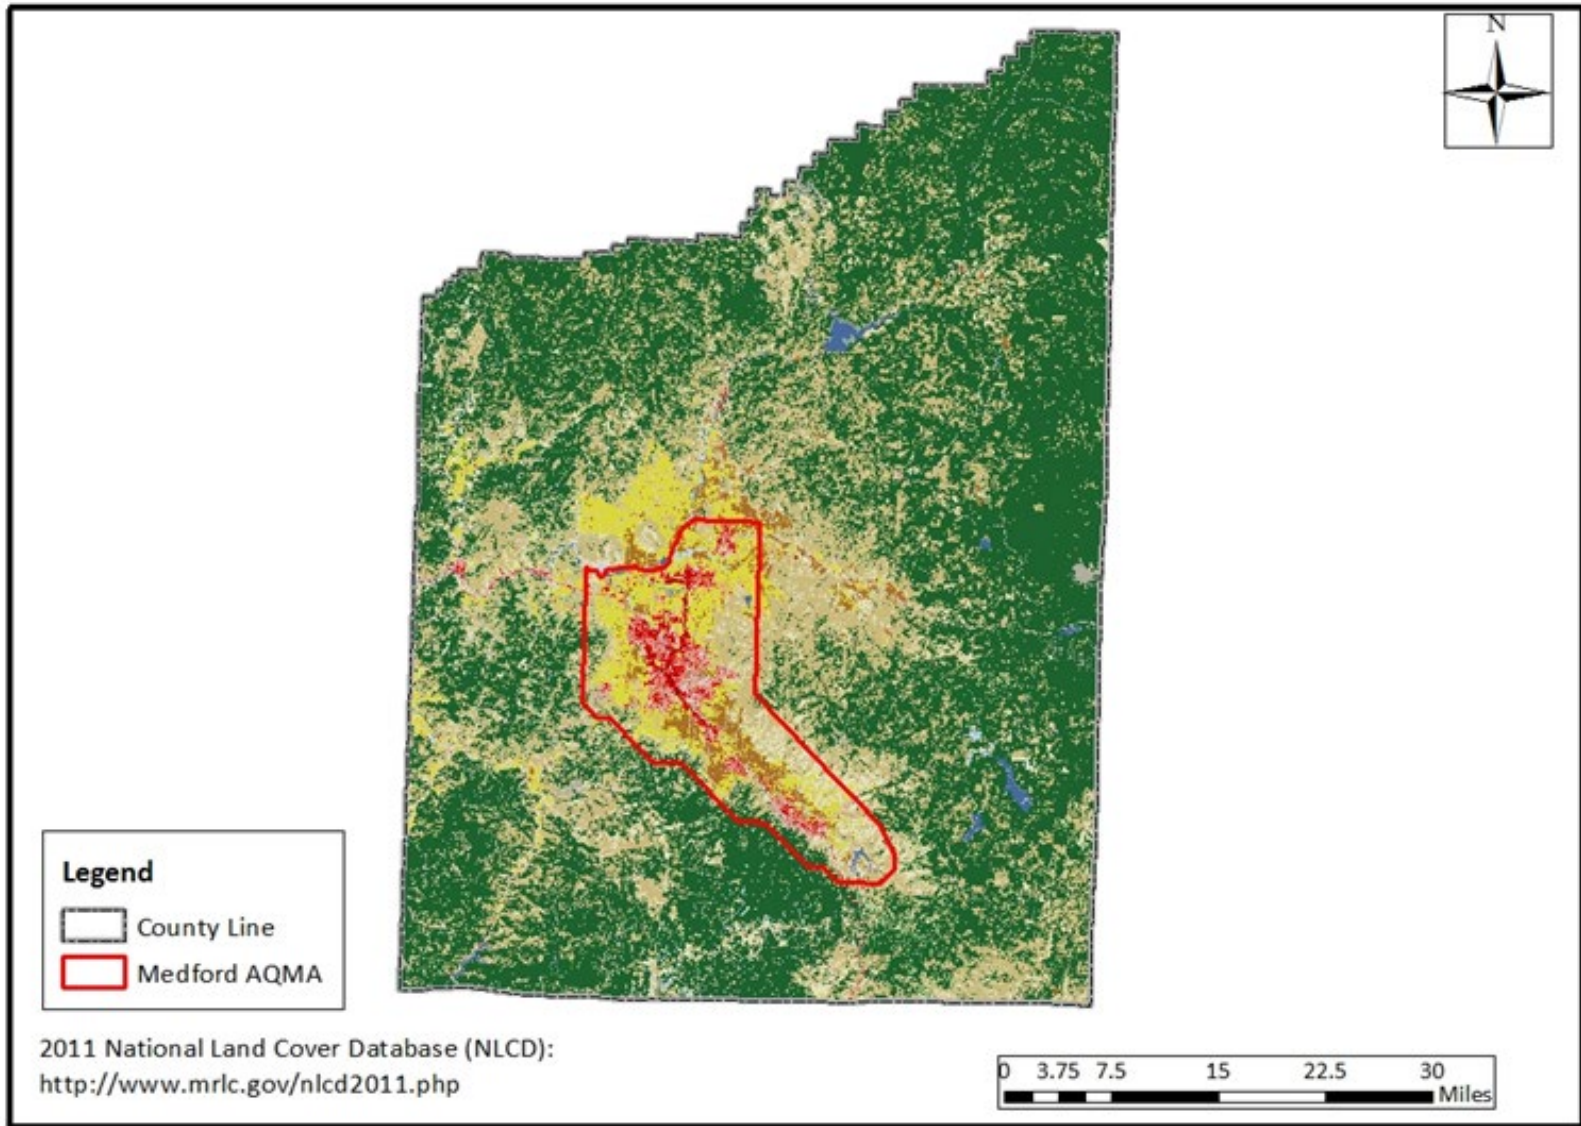 N
Legend
County Line
Medford AQMA
2011 National Land Cover Database (NLCD):
http://www.mrlc.gov/nlcd2011.php
0 3.75 7.5 15 22.5 30
Miles